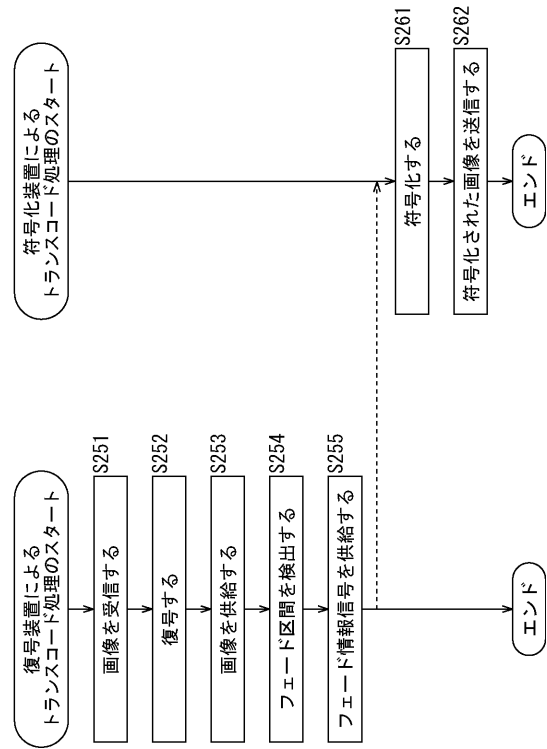 復号装置による
トランスコード処理のスタート
S251
画像を受信する
S252
復号する
S253
画像を供給する
S254
フェード区間を検出する
S255
フェード情報信号を供給する
エンド
符号化装置による
トランスコード処理のスタート
S261
符号化する
S262
符号化された画像を送信する
エンド